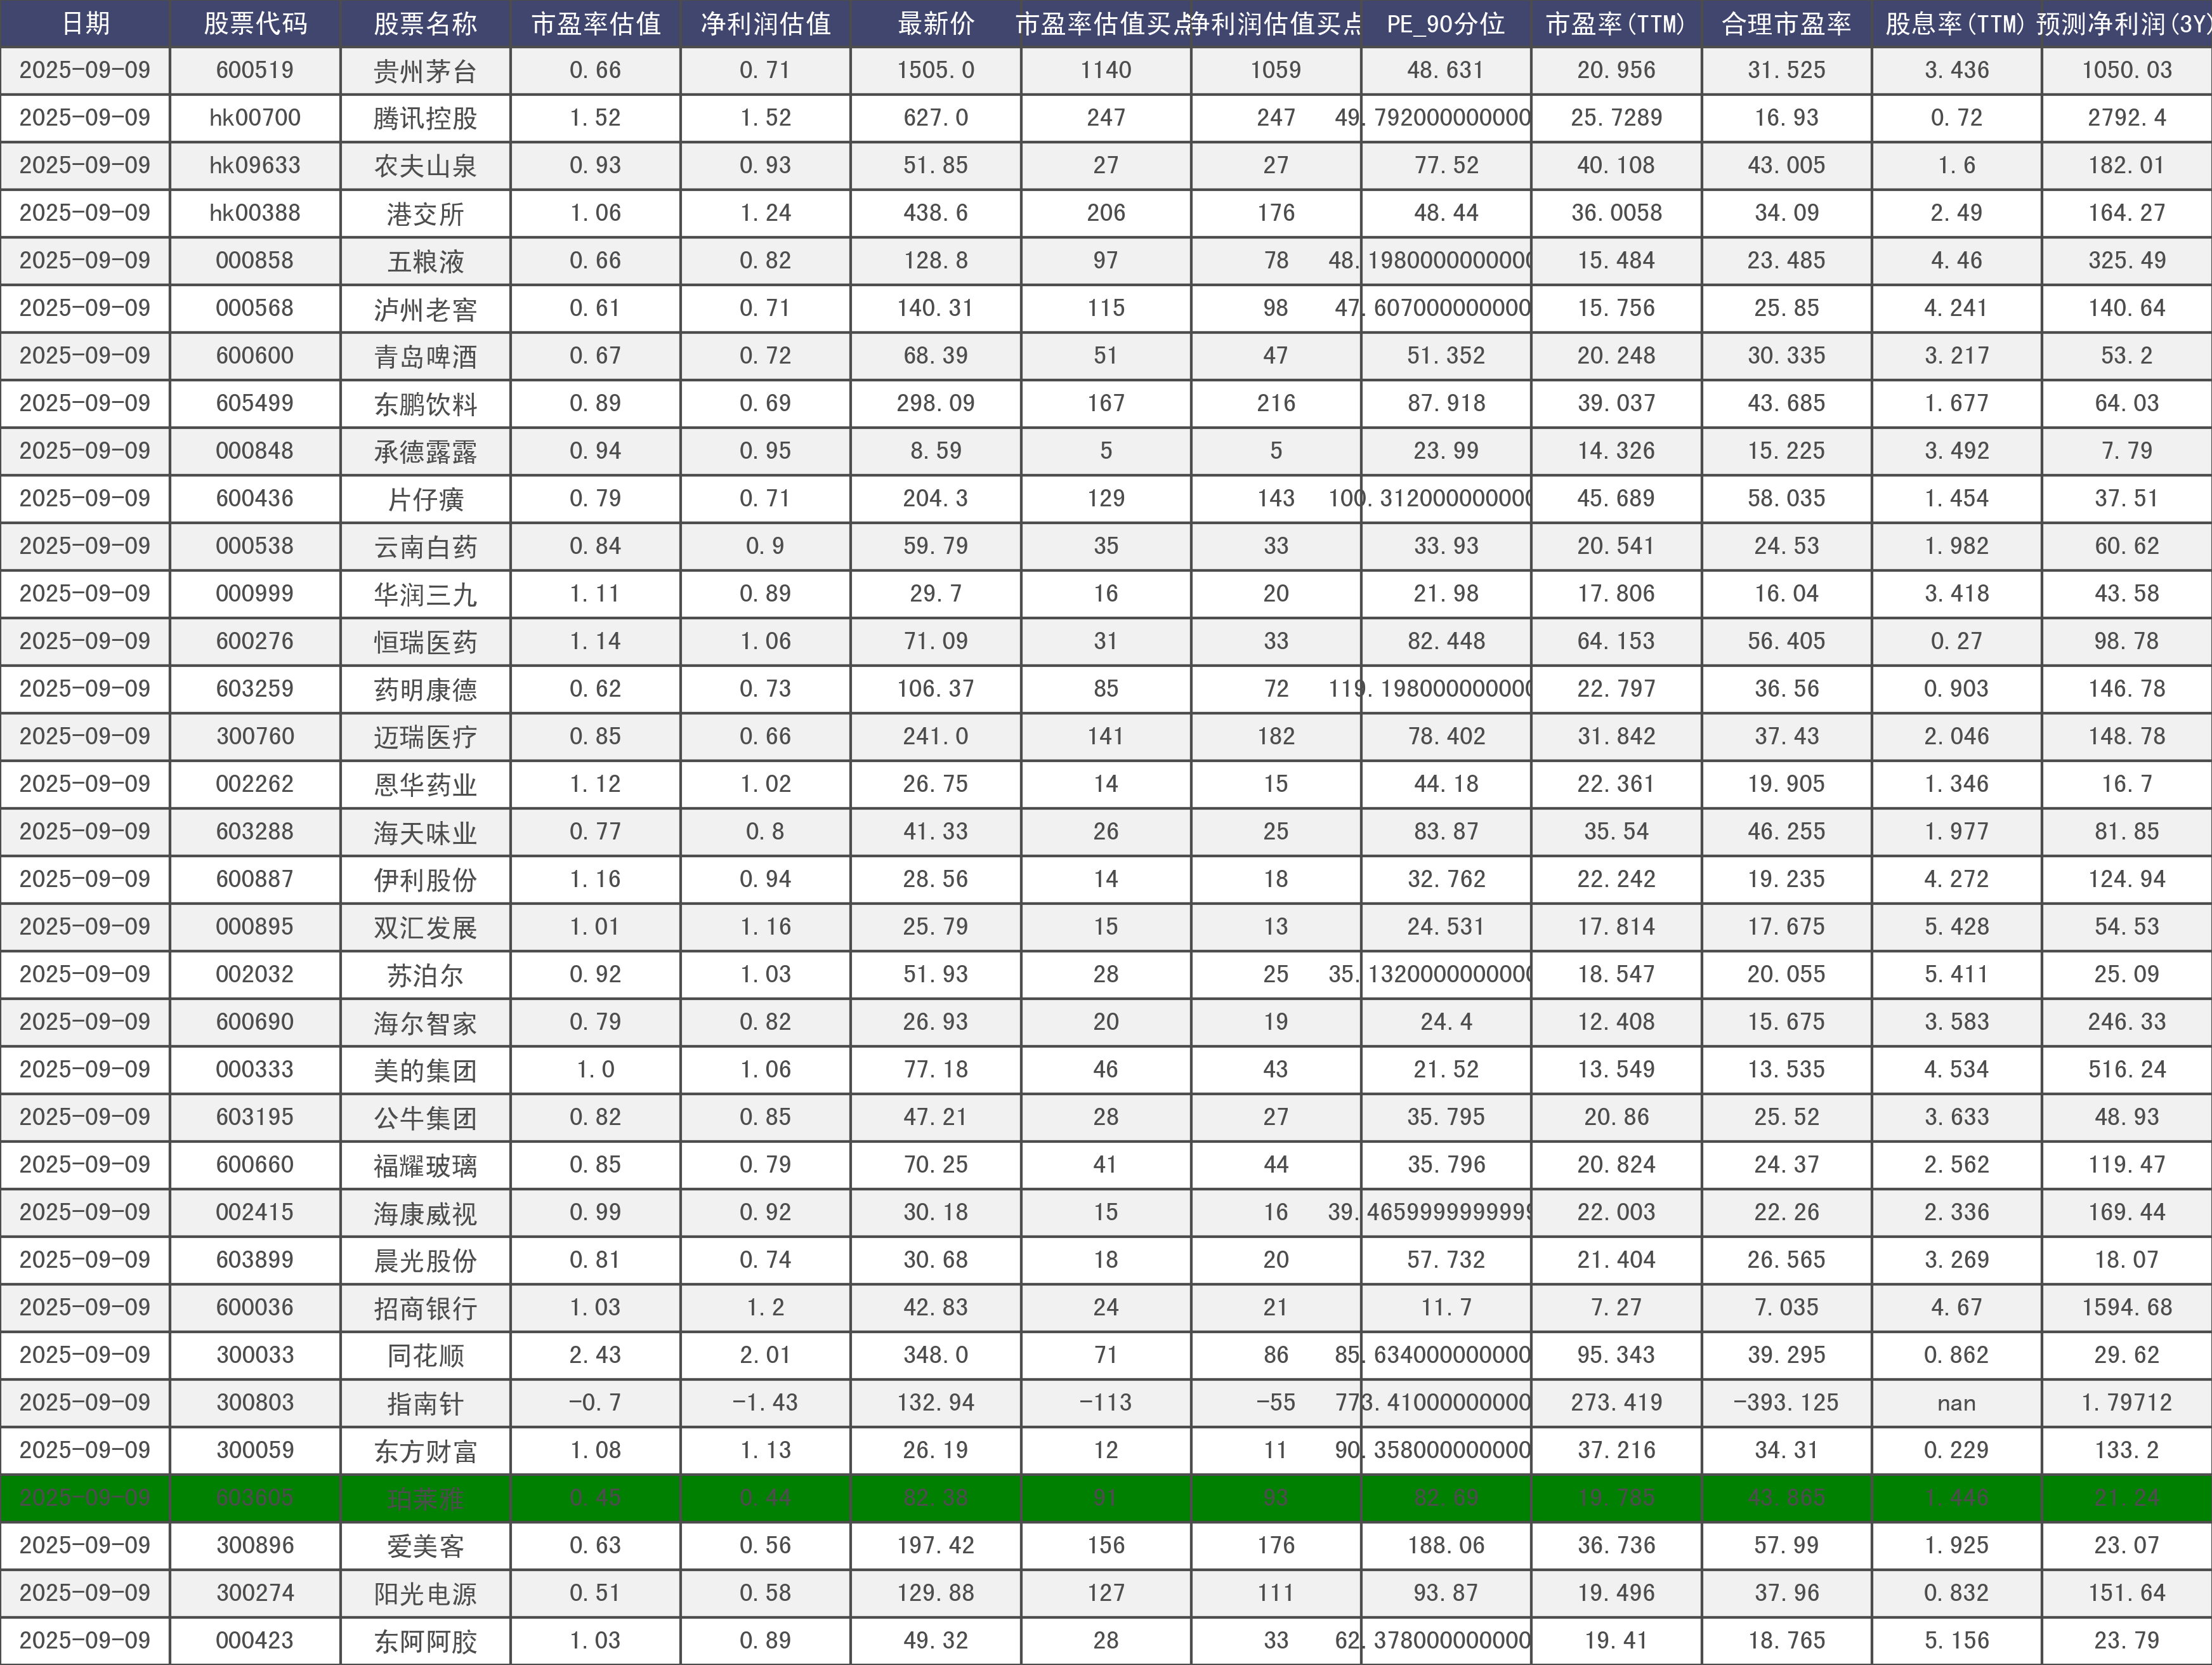 日期 股票代码 股票名称 市盈率估值 净利润估值 最新价 市盈率估值买点 净利润估值买点 PE_90分位 市盈率(TTM) 合理市盈率 股息率(TTM) 预测净利润(3Y)
2025-09-09 600519 贵州茅台 0.66 0.71 1505.0 1140 1059 48.631 20.956 31.525 3.436 1050.03
2025-09-09 hk00700 腾讯控股 1.52 1.52 627.0 247 247 49.792000000000 25.7289 16.93 0.72 2792.4
2025-09-09 hk09633 农夫山泉 0.93 0.93 51.85 27 27 77.52 40.108 43.005 1.6 182.01
2025-09-09 hk00388 港交所 1.06 1.24 438.6 206 176 48.44 36.0058 34.09 2.49 164.27
2025-09-09 000858 五粮液 0.66 0.82 128.8 97 78 48.1980000000000 15.484 23.485 4.46 325.49
2025-09-09 000568 泸州老窖 0.61 0.71 140.31 115 98 47.607000000000 15.756 25.85 4.241 140.64
2025-09-09 600600 青岛啤酒 0.67 0.72 68.39 51 47 51.352 20.248 30.335 3.217 53.2
2025-09-09 605499 东鹏饮料 0.89 0.69 298.09 167 216 87.918 39.037 43.685 1.677 64.03
2025-09-09 000848 承德露露 0.94 0.95 8.59 5 5 23.99 14.326 15.225 3.492 7.79
2025-09-09 600436 片仔癀 0.79 0.71 204.3 129 143 100.312000000000 45.689 58.035 1.454 37.51
2025-09-09 000538 云南白药 0.84 0.9 59.79 35 33 33.93 20.541 24.53 1.982 60.62
2025-09-09 000999 华润三九 1.11 0.89 29.7 16 20 21.98 17.806 16.04 3.418 43.58
2025-09-09 600276 恒瑞医药 1.14 1.06 71.09 31 33 82.448 64.153 56.405 0.27 98.78
2025-09-09 603259 药明康德 0.62 0.73 106.37 85 72 119.198000000000 22.797 36.56 0.903 146.78
2025-09-09 300760 迈瑞医疗 0.85 0.66 241.0 141 182 78.402 31.842 37.43 2.046 148.78
2025-09-09 002262 恩华药业 1.12 1.02 26.75 14 15 44.18 22.361 19.905 1.346 16.7
2025-09-09 603288 海天味业 0.77 0.8 41.33 26 25 83.87 35.54 46.255 1.977 81.85
2025-09-09 600887 伊利股份 1.16 0.94 28.56 14 18 32.762 22.242 19.235 4.272 124.94
2025-09-09 000895 双汇发展 1.01 1.16 25.79 15 13 24.531 17.814 17.675 5.428 54.53
2025-09-09 002032 苏泊尔 0.92 1.03 51.93 28 25 35.1320000000000 18.547 20.055 5.411 25.09
2025-09-09 600690 海尔智家 0.79 0.82 26.93 20 19 24.4 12.408 15.675 3.583 246.33
2025-09-09 000333 美的集团 1.0 1.06 77.18 46 43 21.52 13.549 13.535 4.534 516.24
2025-09-09 603195 公牛集团 0.82 0.85 47.21 28 27 35.795 20.86 25.52 3.633 48.93
2025-09-09 600660 福耀玻璃 0.85 0.79 70.25 41 44 35.796 20.824 24.37 2.562 119.47
2025-09-09 002415 海康威视 0.99 0.92 30.18 15 16 39.4659999999999 22.003 22.26 2.336 169.44
2025-09-09 603899 晨光股份 0.81 0.74 30.68 18 20 57.732 21.404 26.565 3.269 18.07
2025-09-09 600036 招商银行 1.03 1.2 42.83 24 21 11.7 7.27 7.035 4.67 1594.68
2025-09-09 300033 同花顺 2.43 2.01 348.0 71 86 85.634000000000 95.343 39.295 0.862 29.62
2025-09-09 300803 指南针 -0.7 -1.43 132.94 -113 -55 773.41000000000 273.419 -393.125 nan 1.79712
2025-09-09 300059 东方财富 1.08 1.13 26.19 12 11 90.358000000000 37.216 34.31 0.229 133.2
2025-09-09 603605 珀莱雅 0.45 0.44 82.38 91 93 62.69 19.785 43.865 1.446 21.24
2025-09-09 300896 爱美客 0.63 0.56 197.42 156 176 188.06 36.736 57.99 1.925 23.07
2025-09-09 300274 阳光电源 0.51 0.58 129.88 127 111 93.87 19.496 37.96 0.832 151.64
2025-09-09 000423 东阿阿胶 1.03 0.89 49.32 28 33 62.378000000000 19.41 18.765 5.156 23.79